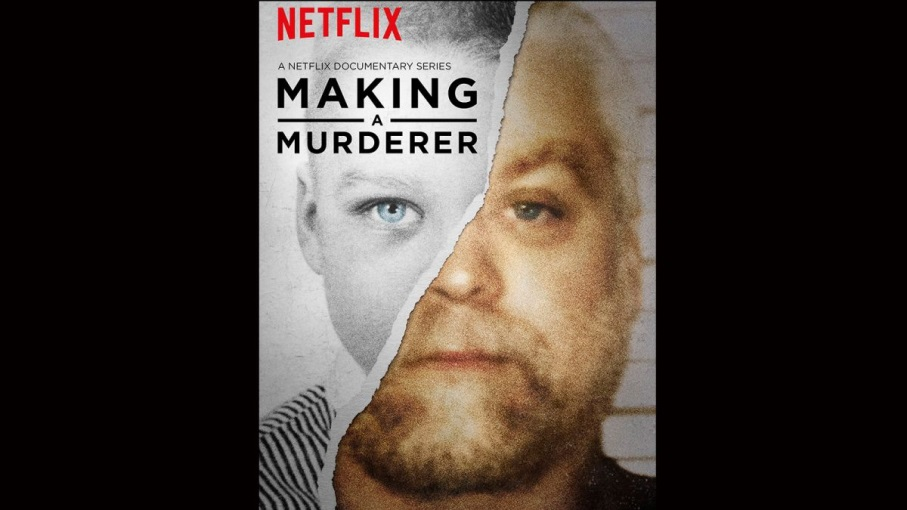 NETFLIX
A NETFLIX DOCUMENTARY SERIES
MAKING
A
MURDERER